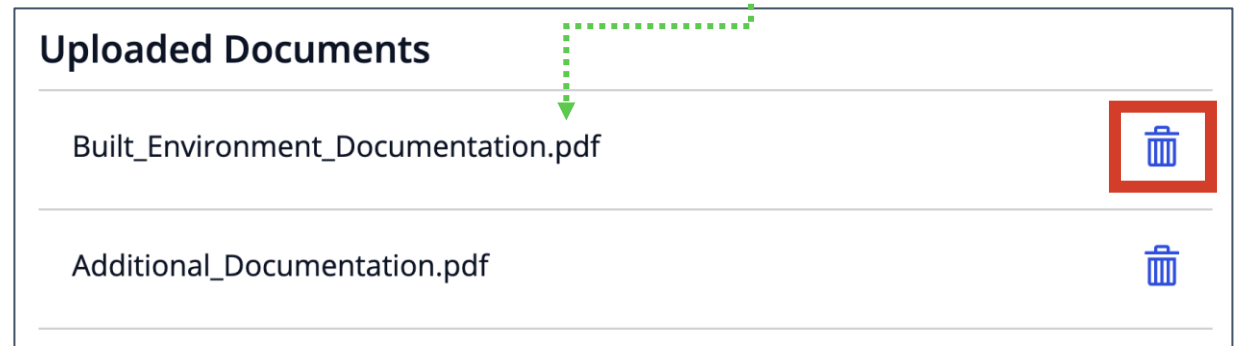 Uploaded Documents
Built_Environment_Documentation.pdf
Additional_Documentation.pdf